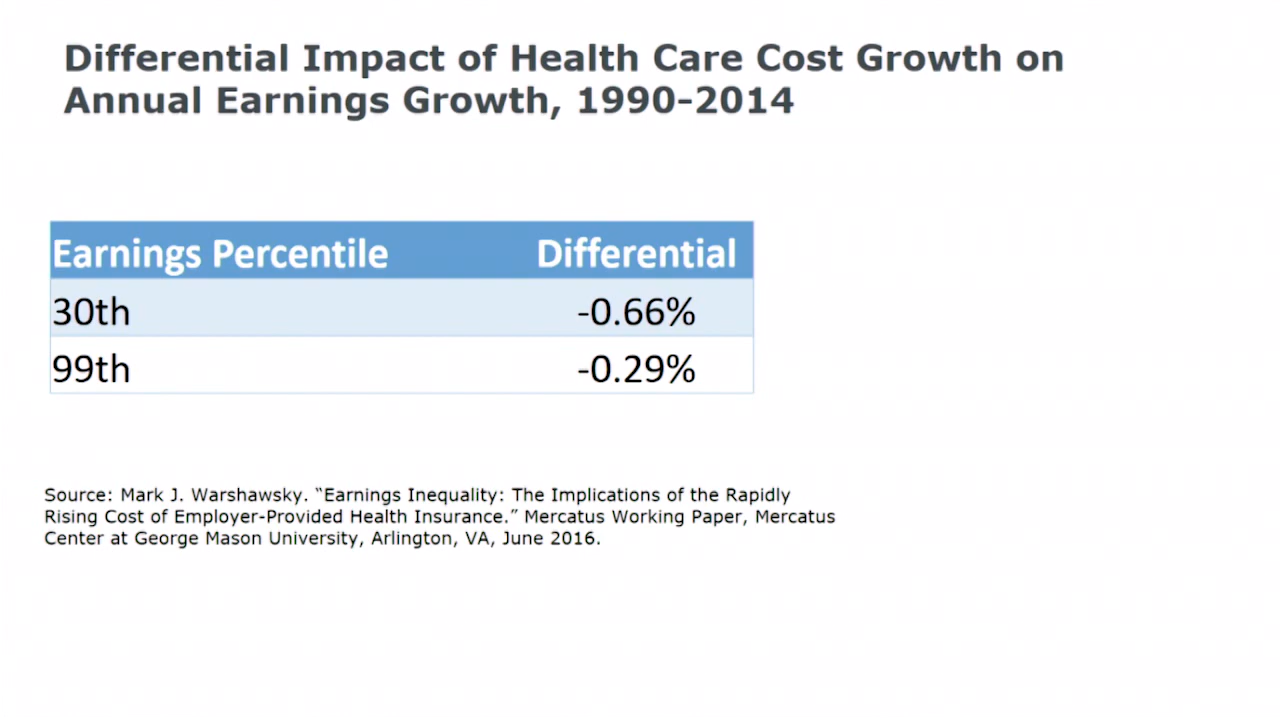 Differential Impact of Health Care Cost Growth on
Annual Earnings Growth, 1990-2014
Earnings Percentile Differential
30th -0.66%
99th -0.29%
Source: Mark J. Warshawsky. “Earnings Inequality: The Implications of the Rapidly
Rising Cost of Employer-Provided Health Insurance.” Mercatus Working Paper, Mercatus
Center at George Mason University, Arlington, VA, June 2016.